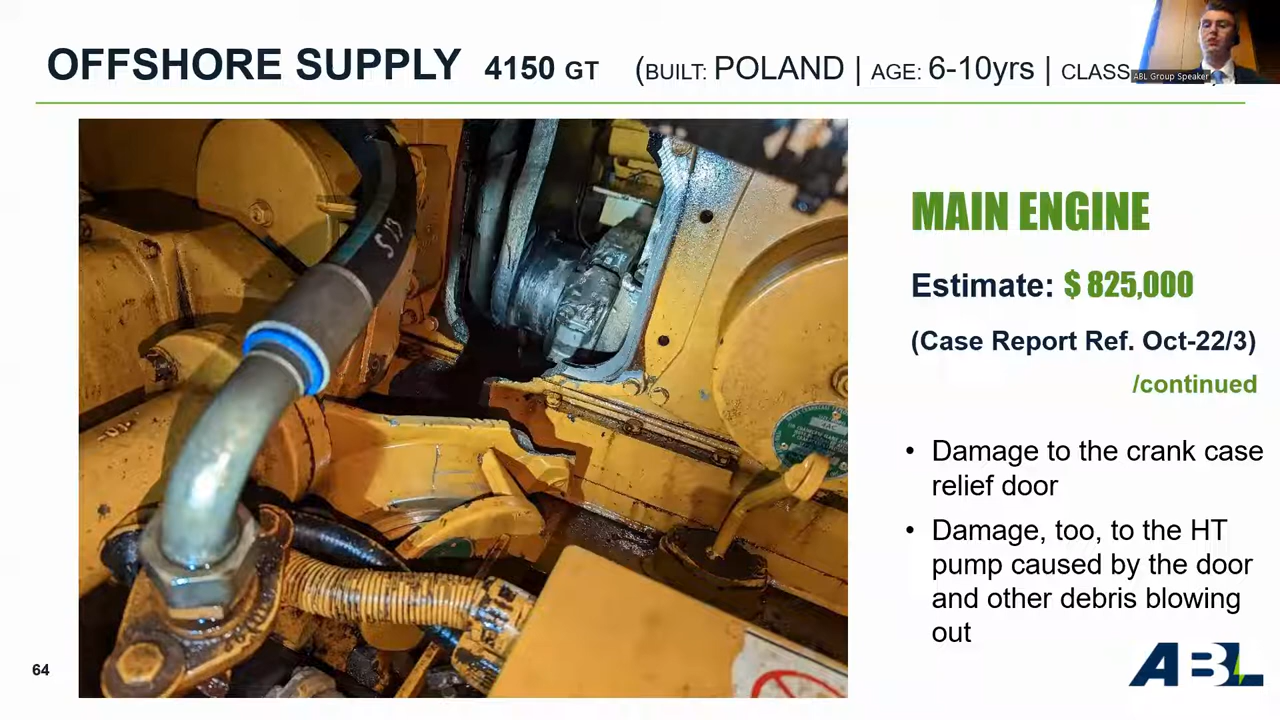 OFFSHORE SUPPLY 4150 GT (BUILT: POLAND | AGE: 6-10yrs | CLASS
ABL Group Speaker
MAIN ENGINE
Estimate: $ 825,000
(Case Report Ref. Oct-22/3)
/continued
• Damage to the crank case
relief door
• Damage, too, to the HT
pump caused by the door
and other debris blowing
out
S13
64
ABL